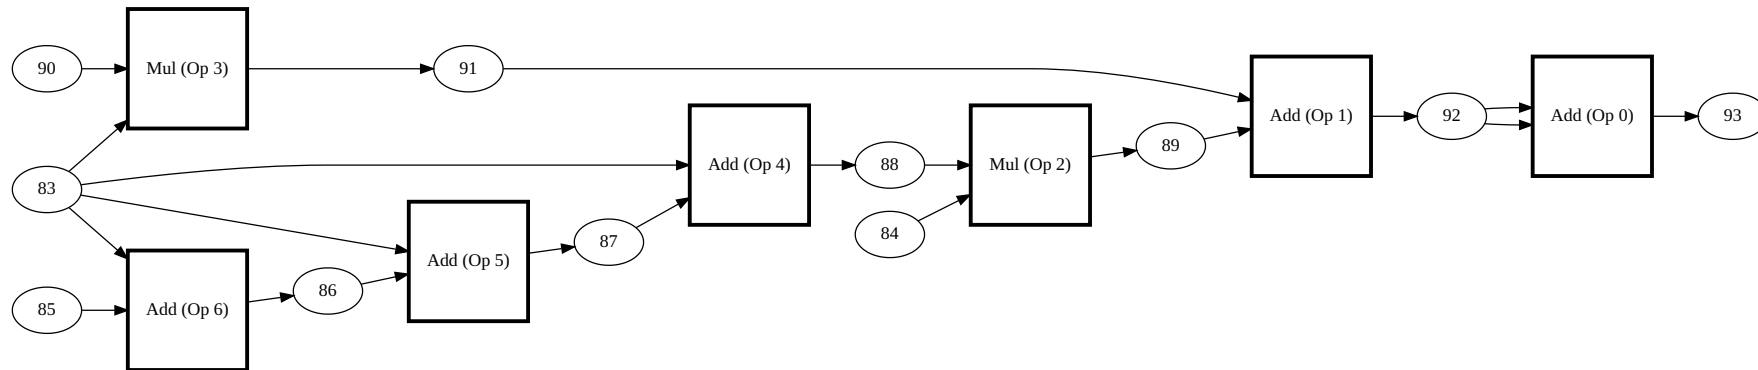 90
Mul (Op 3)
91
83
Add (Op 4)
88
Mul (Op 2)
89
Add (Op 1)
92
Add (Op 0)
93
84
87
Add (Op 5)
86
85
Add (Op 6)